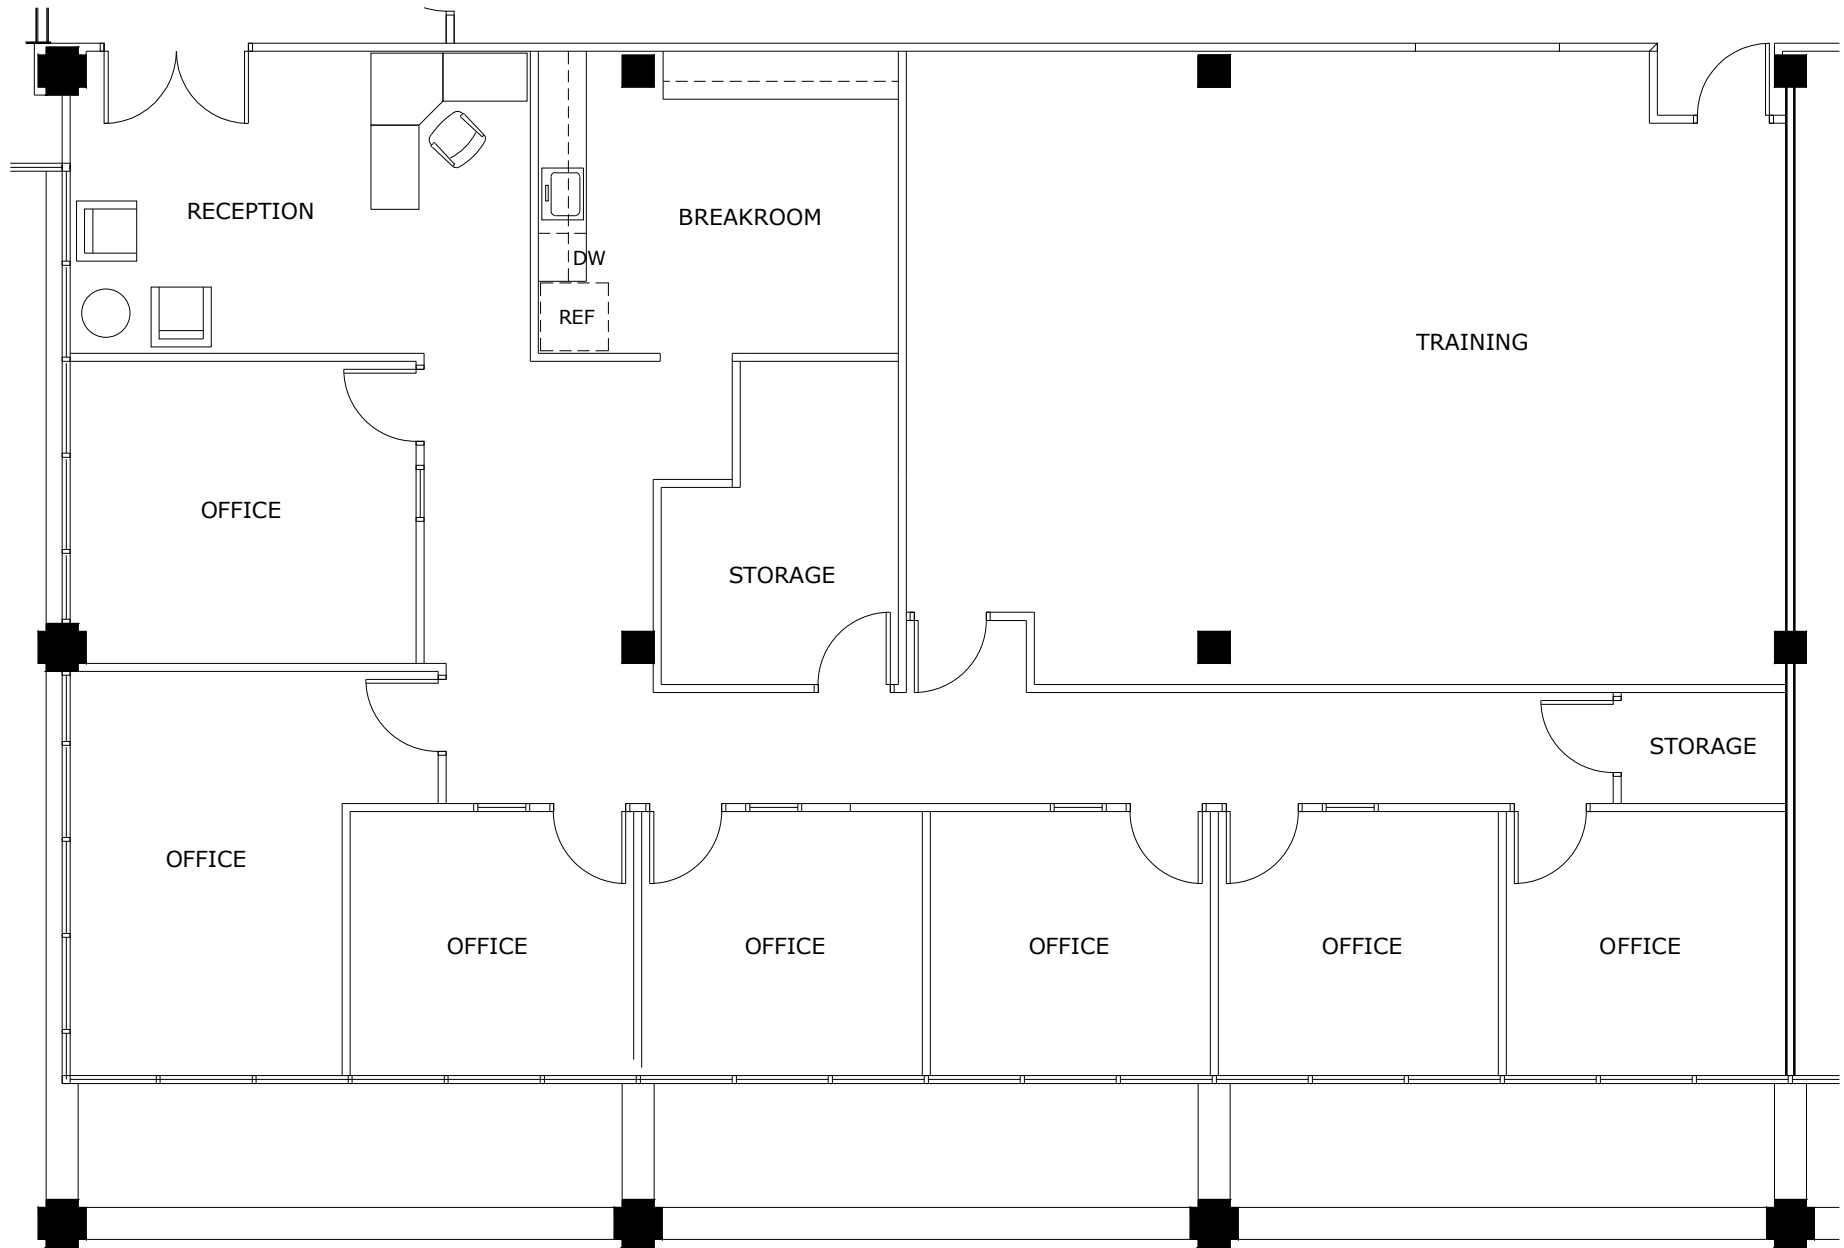 RECEPTION
BREAKROOM
DW
REF
TRAINING
OFFICE
STORAGE
STORAGE
OFFICE
OFFICE
OFFICE
OFFICE
OFFICE
OFFICE